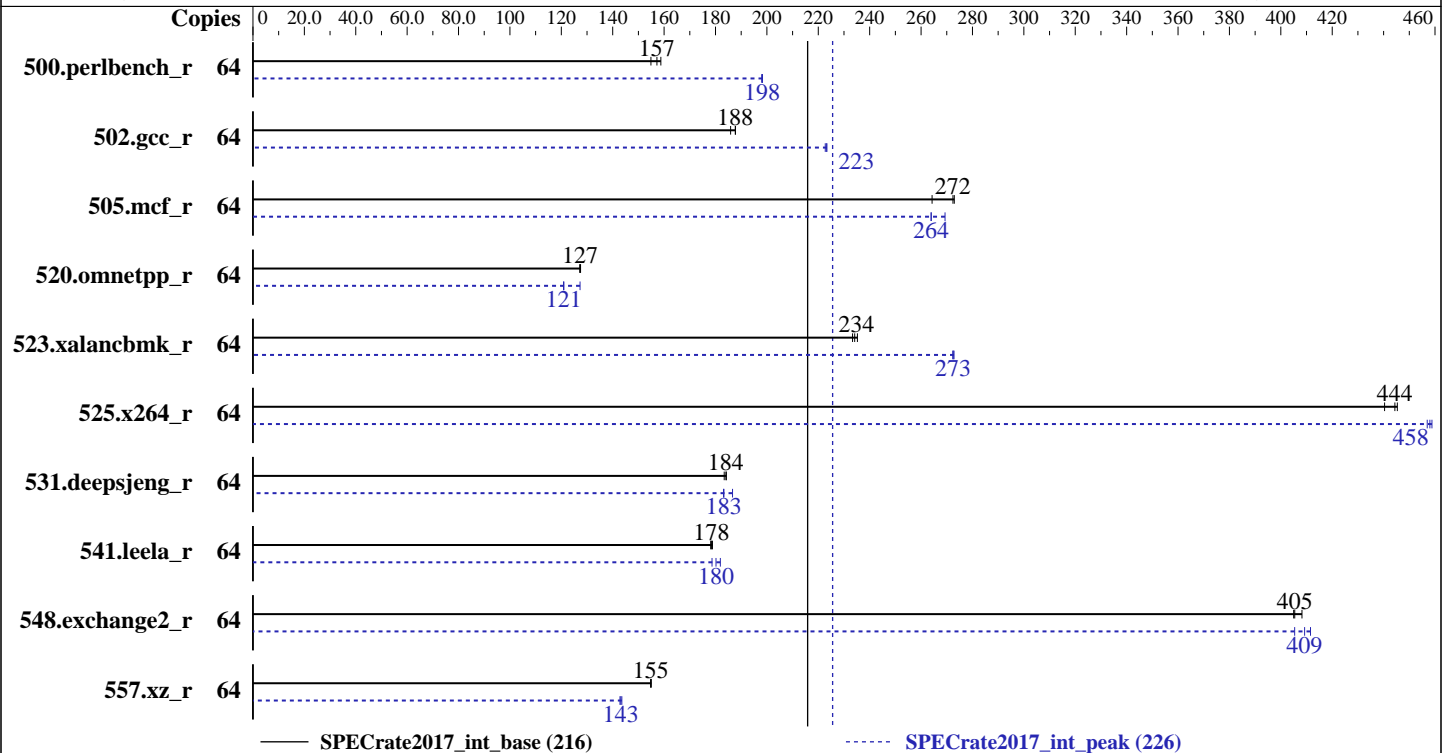 Copies 0 20.0 40.0 60.0 80.0 100 120 140 160 180 200 220 240 260 280 300 320 340 360 380 400 420 460
500.perlbench_r 64 157
198
502.gcc_r 64 188
223
505.mcf_r 64 272
264
520.omnetpp_r 64 127
121
523.xalancbmk_r 64 234
273
525.x264_r 64 444
458
531.deepsjeng_r 64 184
183
541.leela_r 64 178
180
548.exchange2_r 64 405
409
557.xz_r 64 155
143
SPECrate2017_int_base (216) SPECrate2017_int_peak (226)